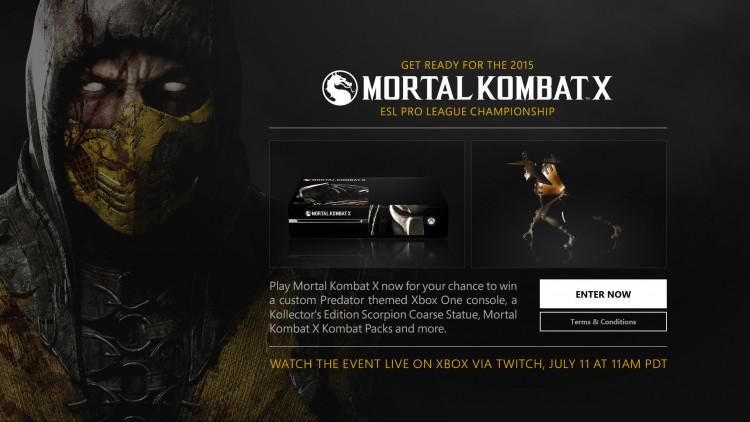 GET READY FOR THE 2015
MORTAL KOMBAT X
ESL PRO LEAGUE CHAMPIONSHIP
MORTAL KOMBAT X
Play Mortal Kombat X now for your chance to win
a custom Predator themed Xbox One console, a
Kollector's Edition Scorpion Coarse Statue, Mortal
Kombat X Kombat Packs and more.
ENTER NOW
Terms & Conditions
WATCH THE EVENT LIVE ON XBOX VIA TWITCH, JULY 11 AT 11AM PDT